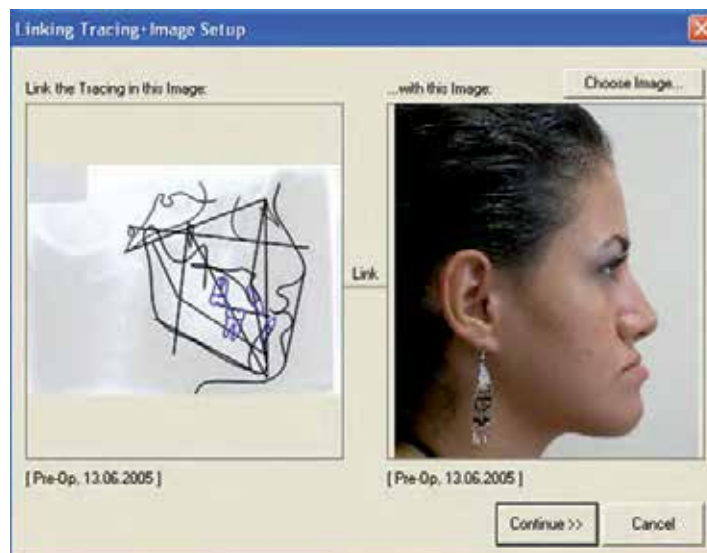 Linking Tracing-Image Setup
Link the Tracing in this Image:
...with this Image:
Choose Image...
Link
[ Pre-Op, 13.06.2005 ]
[ Pre-Op, 13.06.2005 ]
Continue >>
Cancel